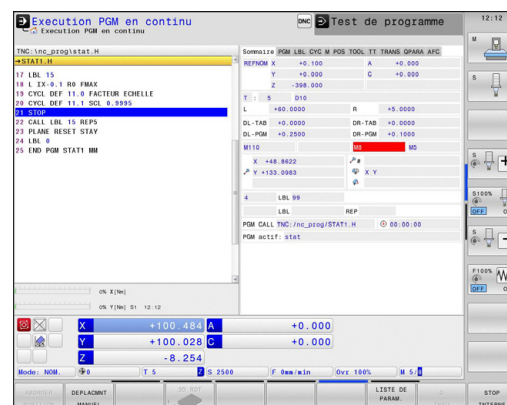 Execution PGM en continu
Execution PGM en continu
DNC
Test de programme
12:12
TNC:\nc_prog\stat.H
→STAT1.H
17 LBL 15
18 L IX-0.1 R0 FMAX
19 CYCL DEF 11.0 FACTEUR ECHELLE
20 CYCL DEF 11.1 SCL 0.9995
21 STOP
22 CALL LBL 15 REP5
23 PLANE RESET STAY
24 LBL 0
25 END PGM STAT1 MM
0% X[Nm]
0% Y[Nm] S1 12:12
Sommaire PGM LBL CYC M POS TOOL TT TRANS QPARA AFC
REFNOM X +0.100 A +0.000
Y +0.000 C +0.000
Z -398.000
T : 5 D10
L +60.0000 R +5.0000
DL-TAB +0.0000 DR-TAB +0.0000
DL-PGM +0.2500 DR-PGM +0.1000
M110 M5
X +48.8622
Y +133.0983 X Y
4 LBL 99
LBL REP
PGM CALL TNC:/nc_prog/STAT1.H 00:00:00
PGM actif: stat
X +100.484 A +0.000
Y +100.028 C +0.000
Z -8.254
Mode: NOM. 0 T 5 Z S 2500 F 0mm/min Ovr 100% M 5/
M
S
S
S100%
OFF
S
F100%
OFF
DEPLACMNT
MANUEL
3D ROT
LISTE DE
PARAM.
STOP
INTERNE